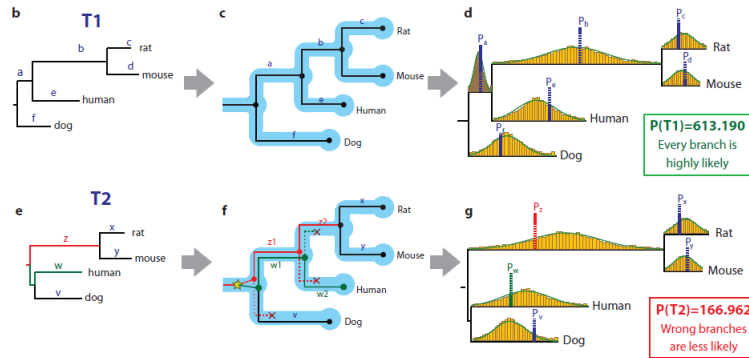 b T1 c d
a b c rat
d mouse
e human
f dog
a b c Rat
Mouse
e Human
f Dog
Pa Pb Pc
Rat
Pd
Mouse
Pe
Human
Pf
Dog
P(T1)=613.190
Every branch is
highly likely
T2
e f g
x rat
z y mouse
w human
v dog
z1 z2 x Rat
y Mouse
w1 w2 Human
v Dog
Pz Px
Rat
Py
Mouse
Pw
Human
Pv
Dog
P(T2)=166.962
Wrong branches
are less likely